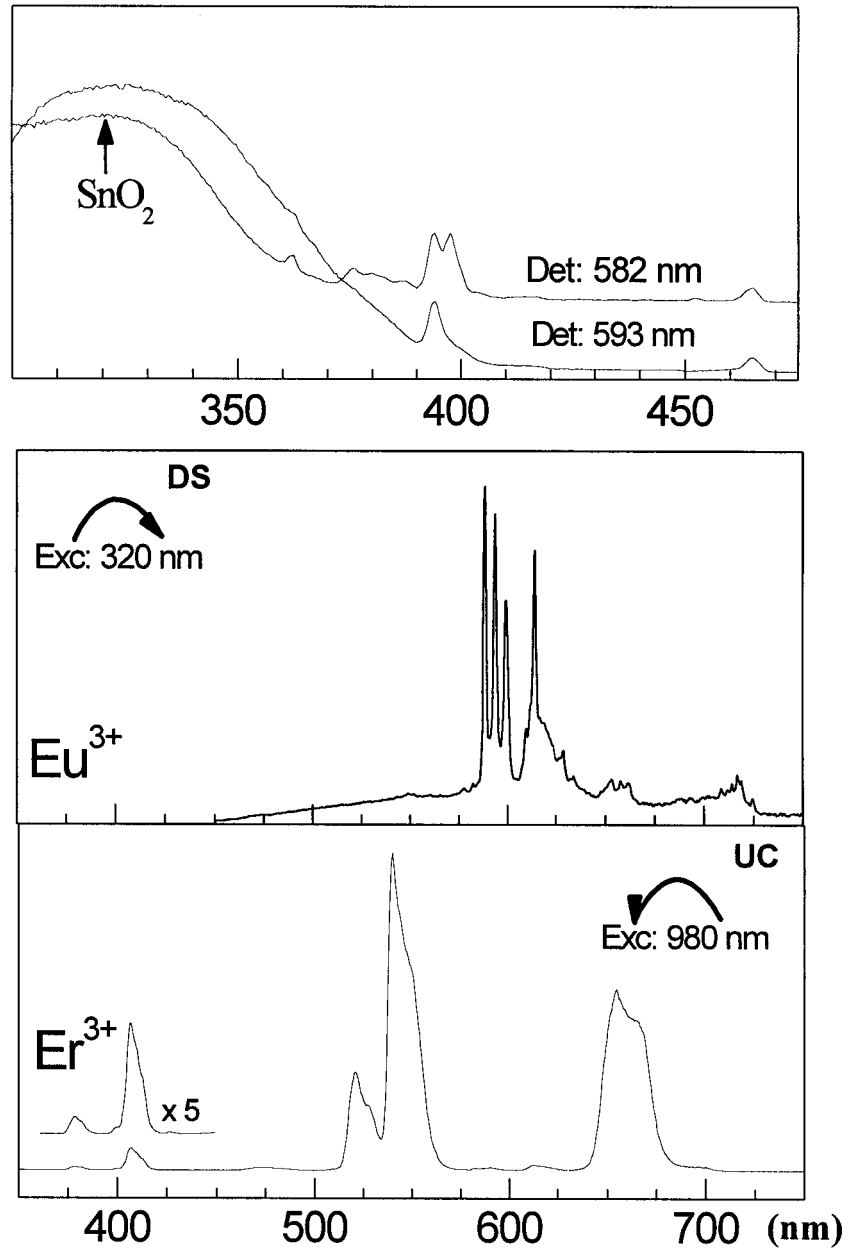 SnO2
Det: 582 nm
Det: 593 nm
350 400 450
DS
Exc: 320 nm
Eu3+
UC
Exc: 980 nm
Er3+
x 5
400 500 600 700 (nm)